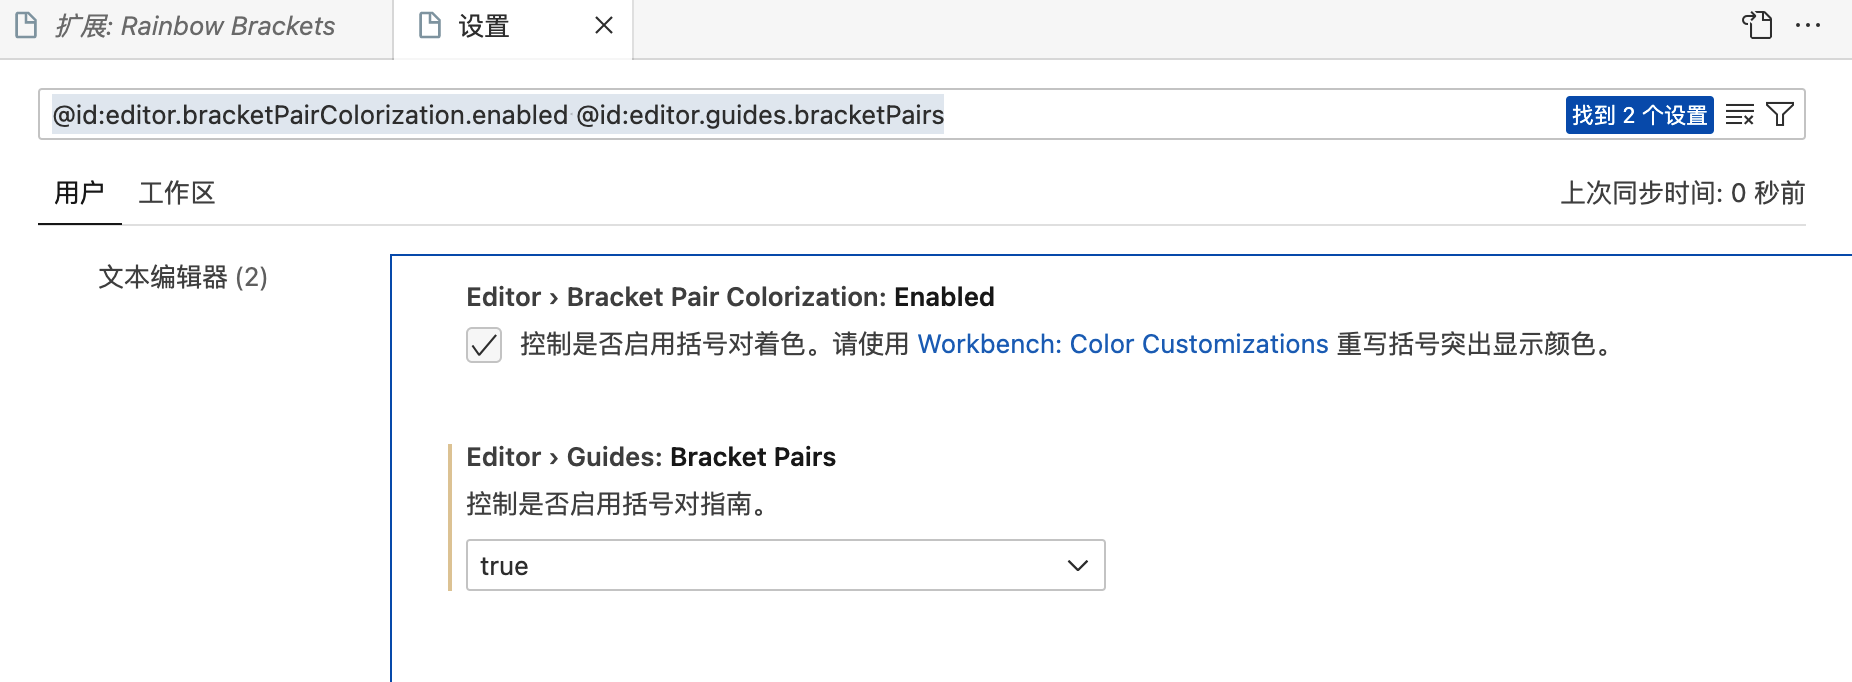 扩展: Rainbow Brackets
设置
@id:editor.bracketPairColorization.enabled @id:editor.guides.bracketPairs
找到 2 个设置
用户
工作区
上次同步时间: 0 秒前
文本编辑器 (2)
Editor › Bracket Pair Colorization: Enabled
控制是否启用括号对着色。请使用 Workbench: Color Customizations 重写括号突出显示颜色。
Editor › Guides: Bracket Pairs
控制是否启用括号对指南。
true